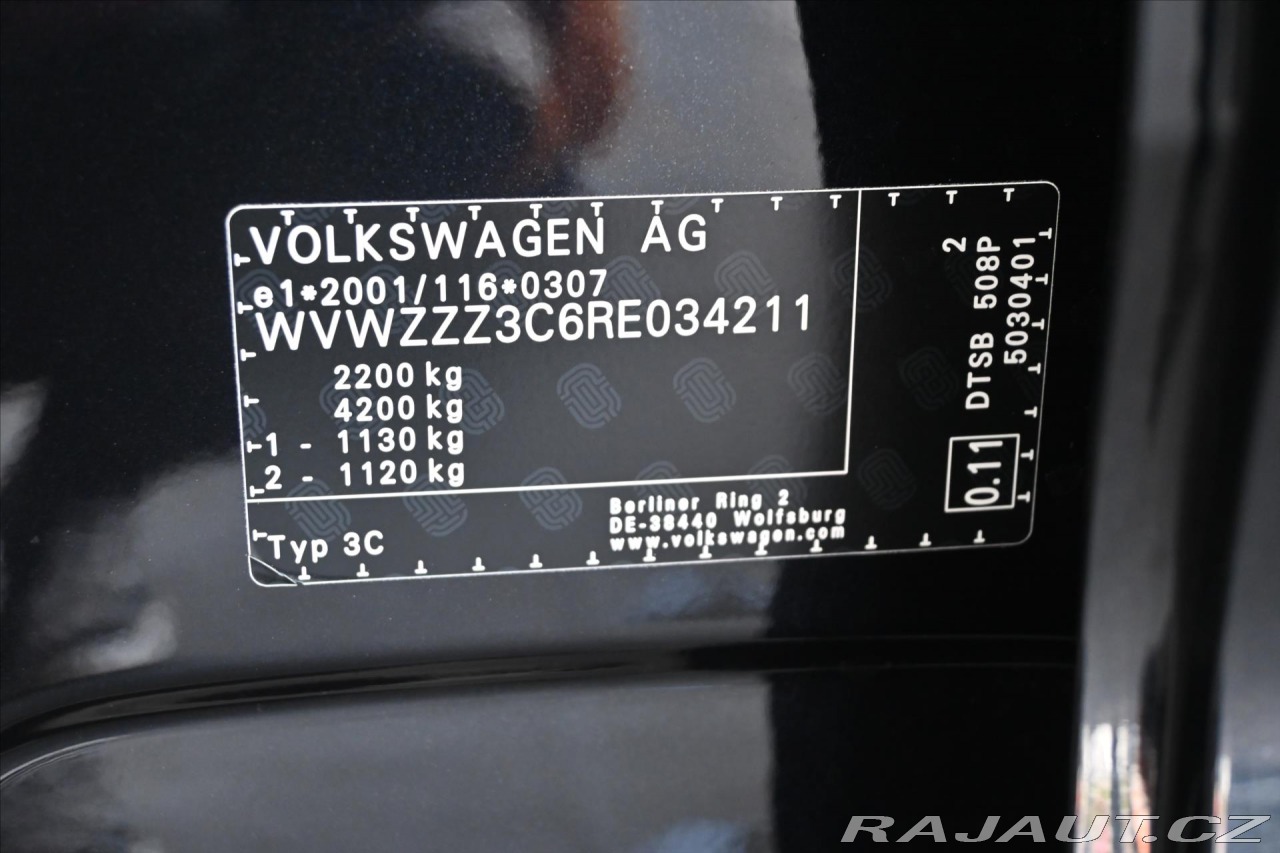 VOLKSWAGEN AG
e1*2001/116*0307
WVWZZZ3C6RE034211
2200 kg
4200 kg
1 - 1130 kg
2 - 1120 kg
Typ 3C
Berliner Ring 2
DE-38440 Wolfsburg
www.volkswagen.com
2
DTSB 508P
5030401
0.11
RAJAUT.CZ